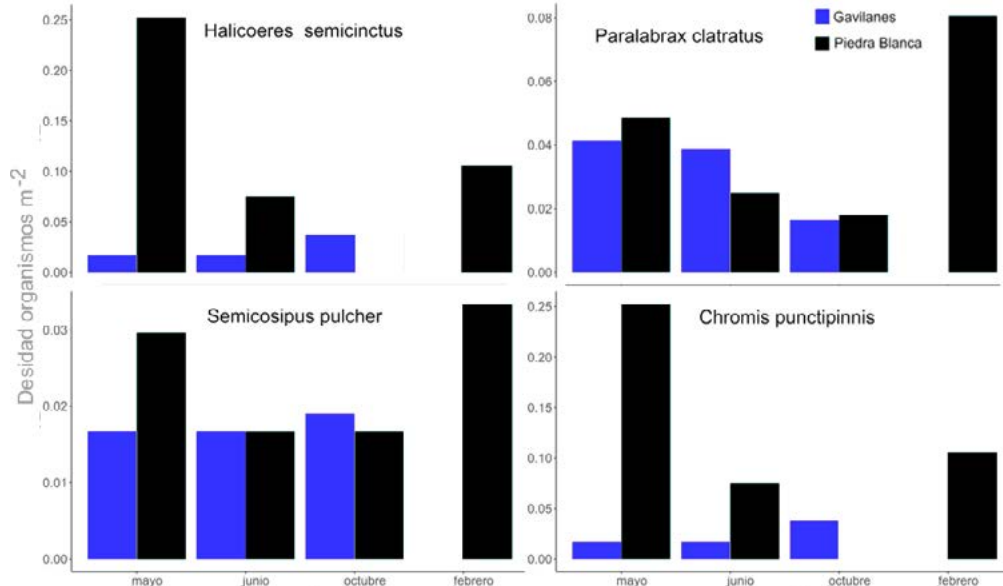 Halicoeres semicinctus
0.25
0.20
0.15
0.10
0.05
0.00
Paralabrax clatratus
Gavilanes
Piedra Blanca
0.08
0.06
0.04
0.02
0.00
Desidad organismos m-2
Semicosipus pulcher
0.03
0.02
0.01
0.00
mayo junio octubre febrero
Chromis punctipinnis
0.25
0.20
0.15
0.10
0.05
0.00
mayo junio octubre febrero